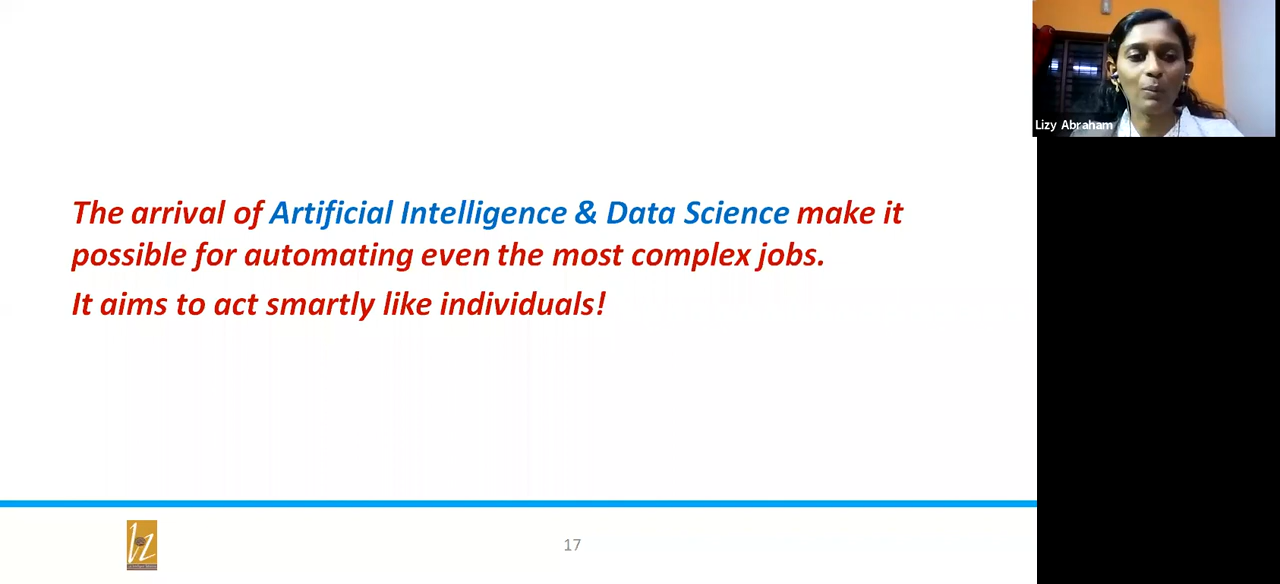 The arrival of Artificial Intelligence & Data Science make it
possible for automating even the most complex jobs.
It aims to act smartly like individuals!
Lizy Abraham
17